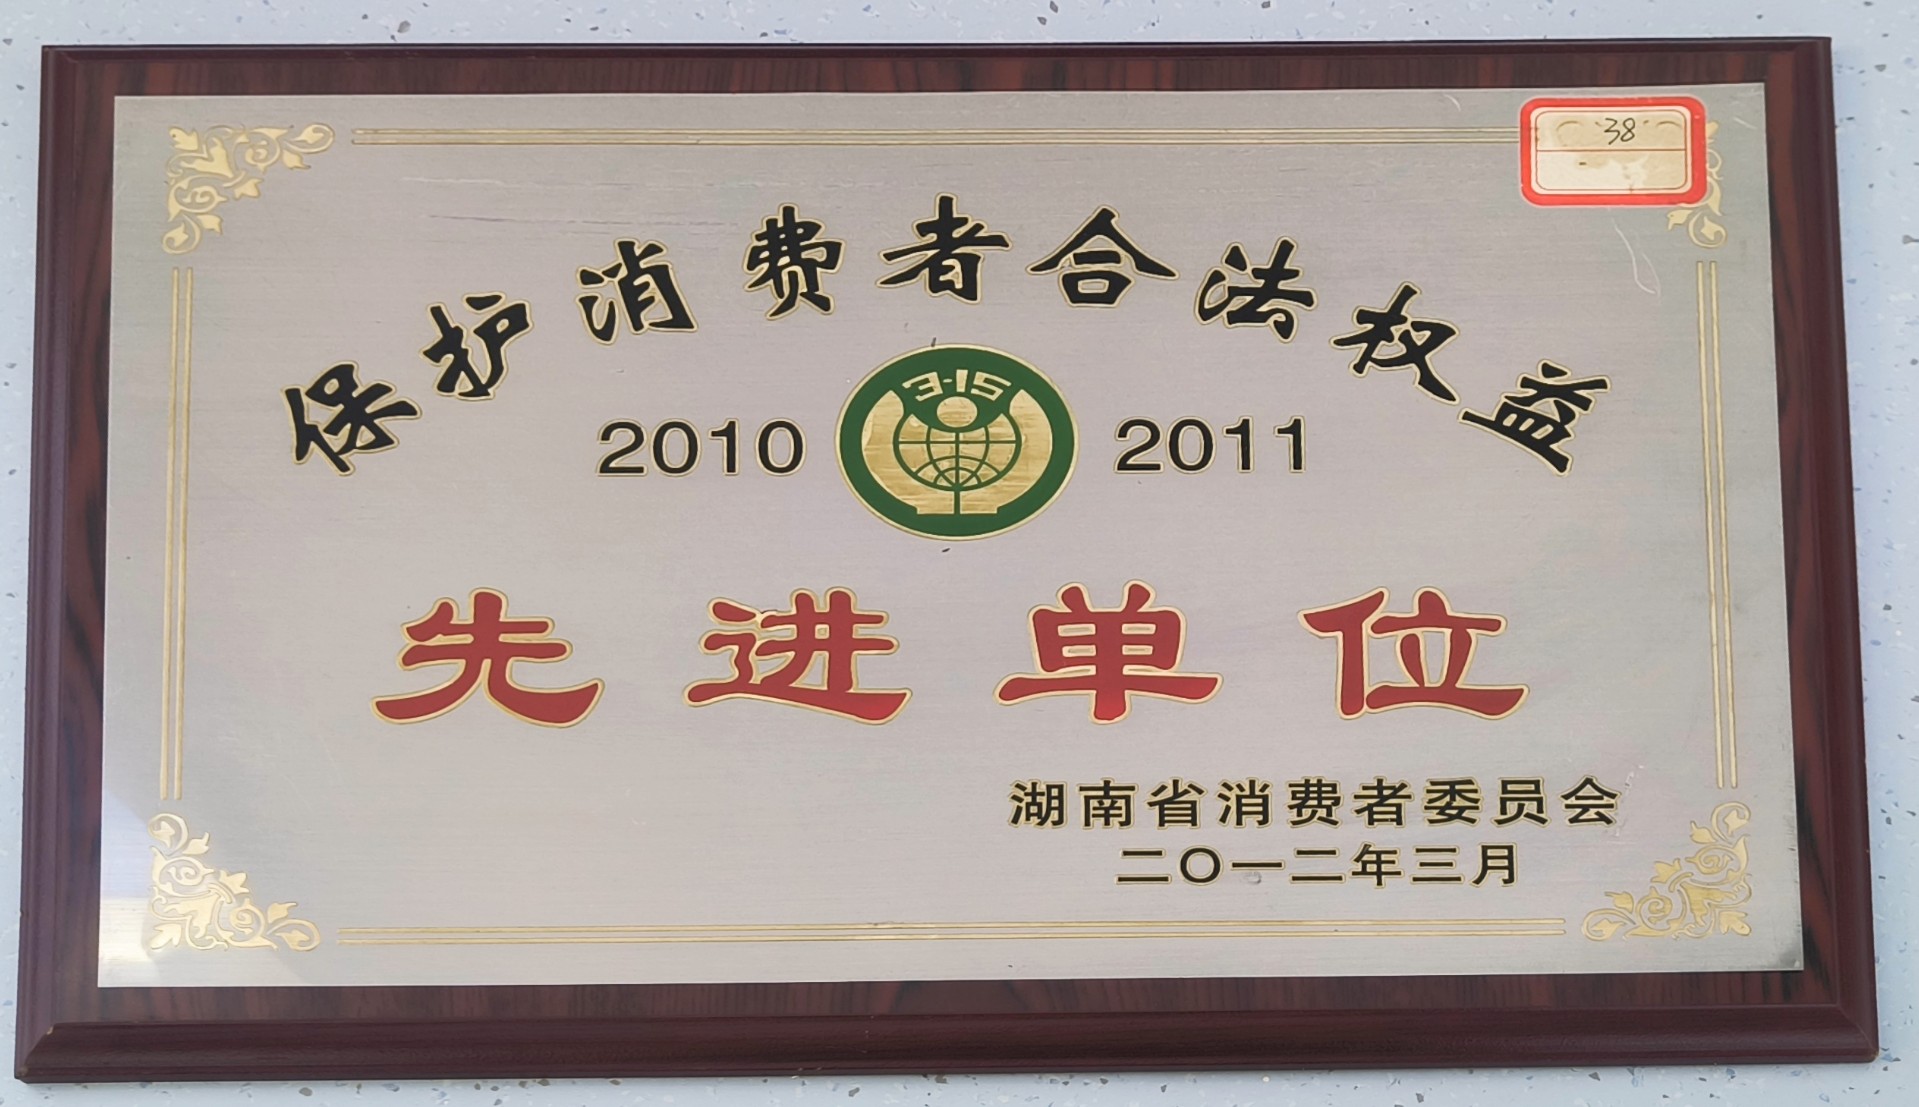 38
保护消费者合法权益
3·15
2010 2011
先进单位
湖南省消费者委员会
二〇一二年三月